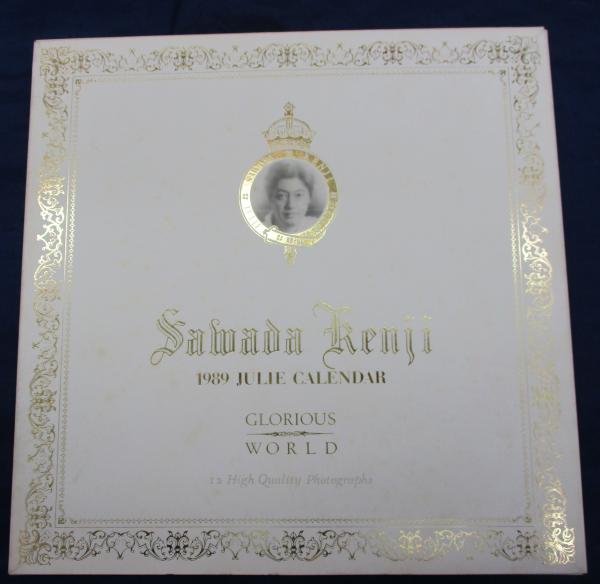 Sawada Kenji
1989 JULIE CALENDAR
GLORIOUS
WORLD
12 High Quality Photographs